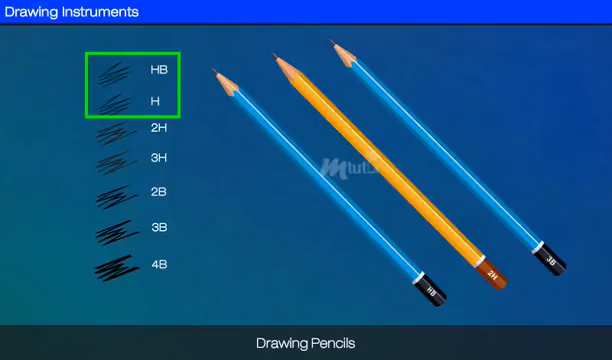 Drawing Instruments
HB
H
2H
3H
2B
3B
4B
HB
2H
3B
Drawing Pencils